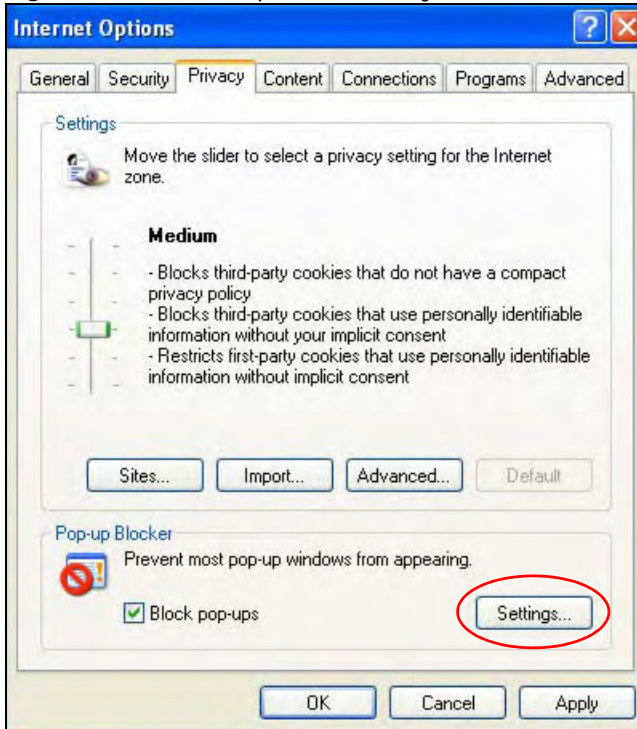 Internet Options
General Security Privacy Content Connections Programs Advanced
Settings
Move the slider to select a privacy setting for the Internet
zone.
Medium
- Blocks third-party cookies that do not have a compact
privacy policy
- Blocks third-party cookies that use personally identifiable
information without your implicit consent
- Restricts first-party cookies that use personally identifiable
information without implicit consent
Sites... Import... Advanced... Default
Pop-up Blocker
Prevent most pop-up windows from appearing.
Block pop-ups Settings...
OK Cancel Apply